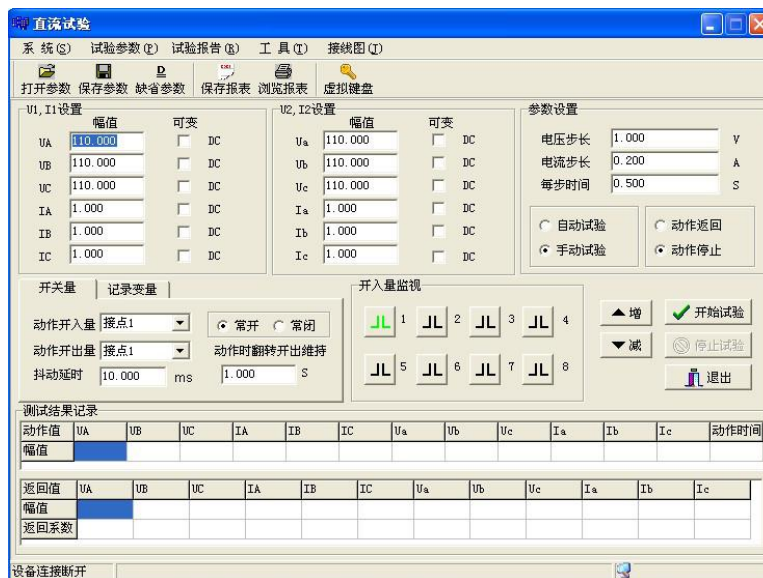 直流试验
系 统(S) 试验参数(P) 试验报告(R) 工 具(T) 接线图(J)
打开参数 保存参数 缺省参数 保存报表 浏览报表 虚拟键盘
U1,I1设置 U2,I2设置 参数设置
幅值 可变 幅值 可变
UA 110.000 DC Ua 110.000 DC 电压步长 1.000 V
UB 110.000 DC Ub 110.000 DC 电流步长 0.200 A
UC 110.000 DC Uc 110.000 DC 每步时间 0.500 S
IA 1.000 DC Ia 1.000 DC
IB 1.000 DC Ib 1.000 DC 自动试验 动作返回
IC 1.000 DC Ic 1.000 DC 手动试验 动作停止
开关量 记录变量 开入量监视
动作开入量 接点1 常开 常闭 1 2 3 4 增 开始试验
动作开出量 接点1 动作时翻转开出维持 减 停止试验
抖动延时 10.000 ms 1.000 S 5 6 7 8 退出
测试结果记录
动作值 UA UB UC IA IB IC Ua Ub Uc Ia Ib Ic 动作时间
幅值
返回值 UA UB UC IA IB IC Ua Ub Uc Ia Ib Ic
幅值
返回系数
设备连接断开